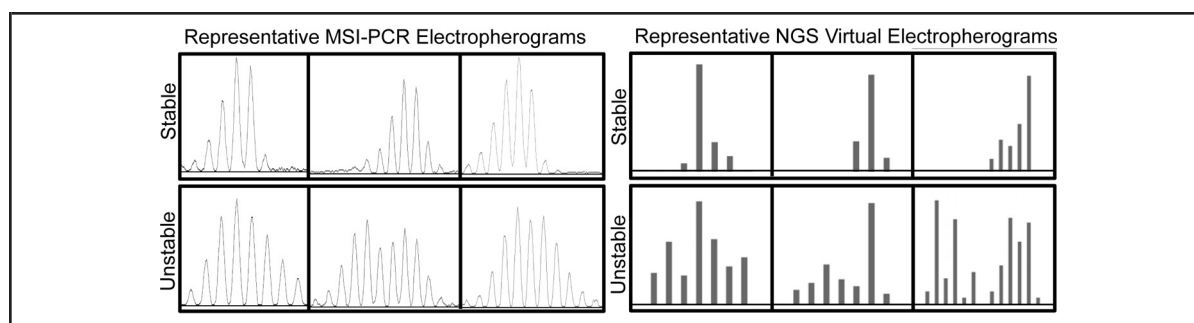 Representative MSI-PCR Electropherograms
Stable
Unstable
Representative NGS Virtual Electropherograms
Stable
Unstable